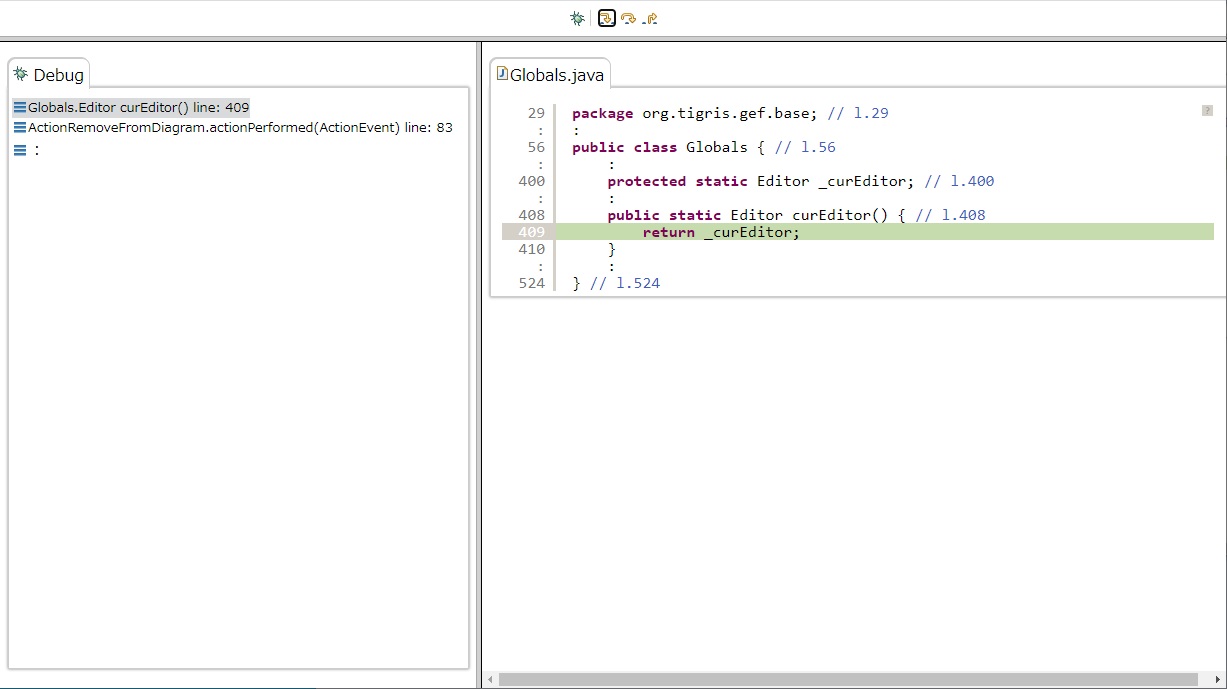 Debug
Globals.Editor curEditor() line: 409
ActionRemoveFromDiagram.actionPerformed(ActionEvent) line: 83
:
Globals.java
?
29 package org.tigris.gef.base; // l.29
: :
56 public class Globals { // l.56
: :
400 protected static Editor _curEditor; // l.400
: :
408 public static Editor curEditor() { // l.408
409 return _curEditor;
410 }
: :
524 } // l.524